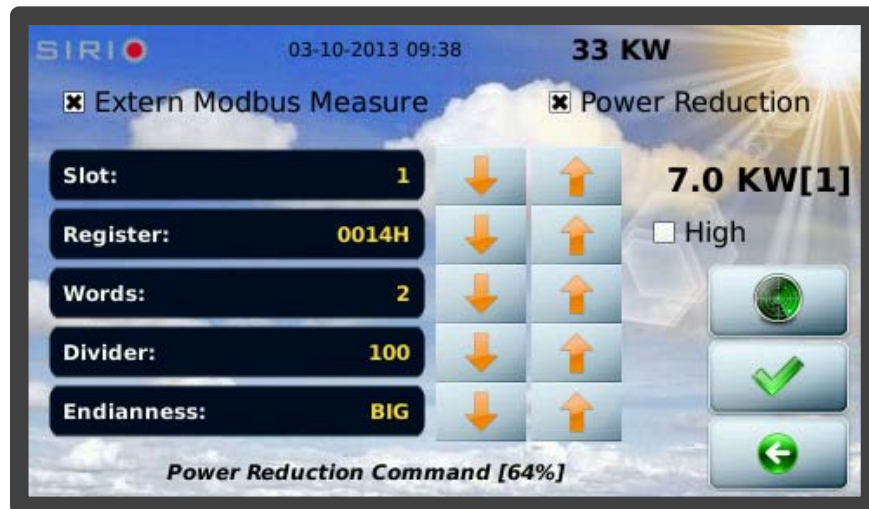 SIRIO 03-10-2013 09:38 33 KW
Extern Modbus Measure Power Reduction
Slot: 1
7.0 KW[1]
Register: 0014H
High
Words: 2
Divider: 100
Endianness: BIG
Power Reduction Command [64%]